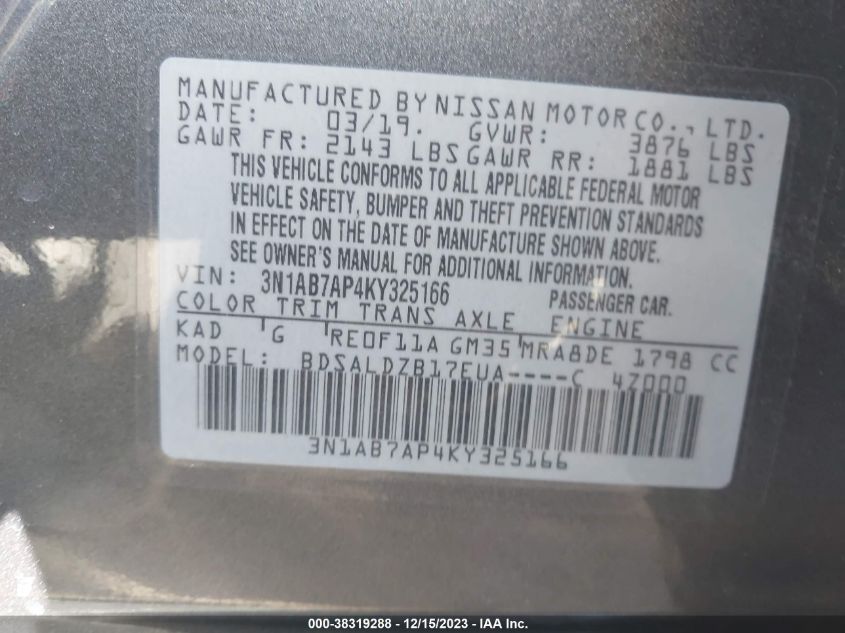 MANUFACTURED BY NISSAN MOTOR CO., LTD.
DATE: 03/19. GVWR: 3876 LBS
GAWR FR: 2143 LBS GAWR RR: 1881 LBS
THIS VEHICLE CONFORMS TO ALL APPLICABLE FEDERAL MOTOR
VEHICLE SAFETY, BUMPER AND THEFT PREVENTION STANDARDS
IN EFFECT ON THE DATE OF MANUFACTURE SHOWN ABOVE.
SEE OWNER'S MANUAL FOR ADDITIONAL INFORMATION.
VIN: 3N1AB7AP4KY325166 PASSENGER CAR.
COLOR TRIM TRANS AXLE ENGINE
KAD G RE0F11A GM35 MRA8DE 1798 CC
MODEL: BDSALDZB17EUA----C 4Z000
3N1AB7AP4KY325166
000-38319288 - 12/15/2023 - IAA Inc.